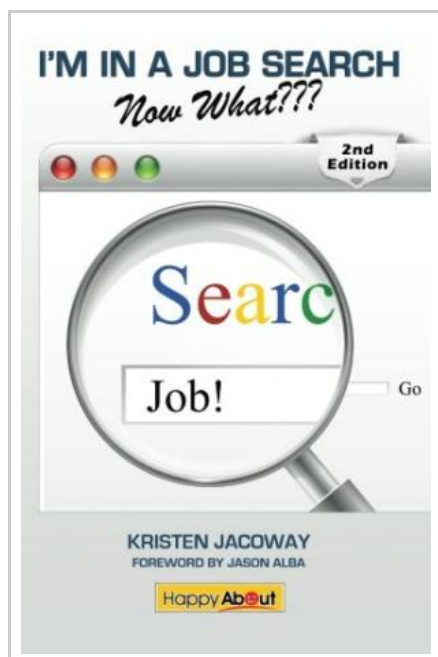 I'M IN A JOB SEARCH
Now What???
2nd
Edition
Searc
Job!
Go
KRISTEN JACOWAY
FOREWORD BY JASON ALBA
Happy About